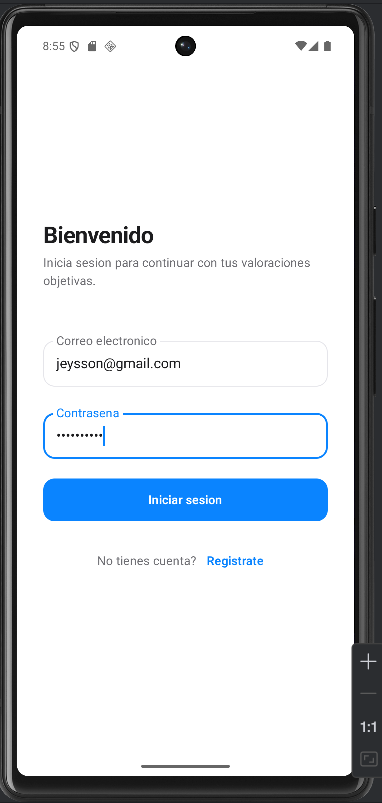 8:55
Bienvenido
Inicia sesion para continuar con tus valoraciones
objetivas.
Correo electronico
jeysson@gmail.com
Contrasena
••••••••••
Iniciar sesion
No tienes cuenta? Registrate
1:1